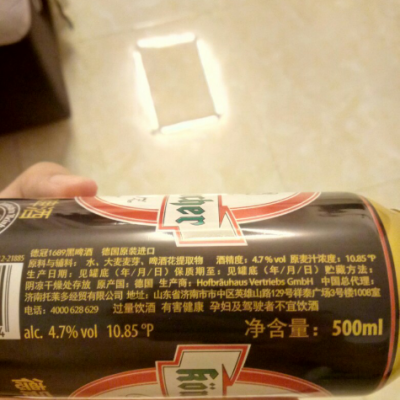 德冠1689黑啤酒 德国原装进口
原料与辅料：水、大麦麦芽、啤酒花提取物 酒精度：4.7%vol 原麦汁浓度：10.85°P
生产日期：见罐底（年/月/日）保质期至：见罐底（年/月/日）贮藏方法：
阴凉干燥处存放 原产国：德国 生产商：Hofbräuhaus Vertriebs GmbH 中国总代理：
济南托莱多经贸有限公司 地址：山东省济南市市中区英雄山路129号祥泰广场3号楼1008室
电话：4000 628 629 过量饮酒 有害健康 孕妇及驾驶者不宜饮酒
alc. 4.7% vol 10.85 °P 净含量：500ml